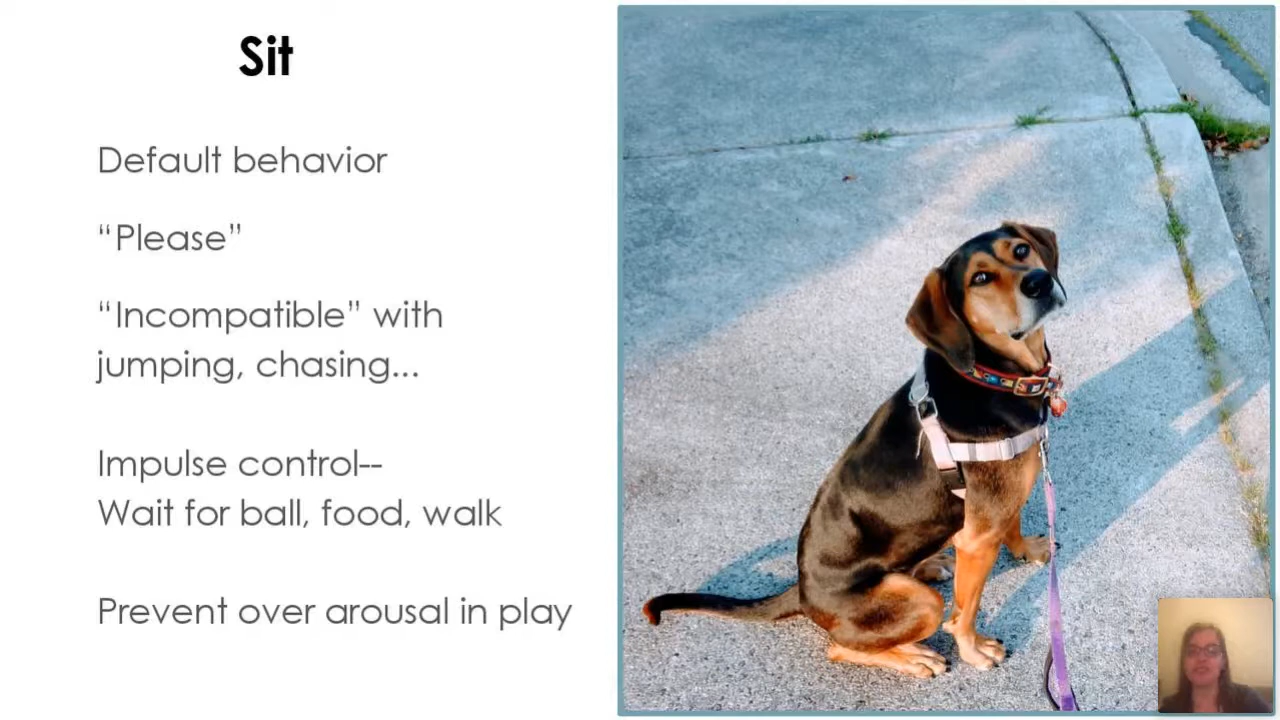 Sit
Default behavior
“Please”
“Incompatible” with
jumping, chasing...
Impulse control--
Wait for ball, food, walk
Prevent over arousal in play